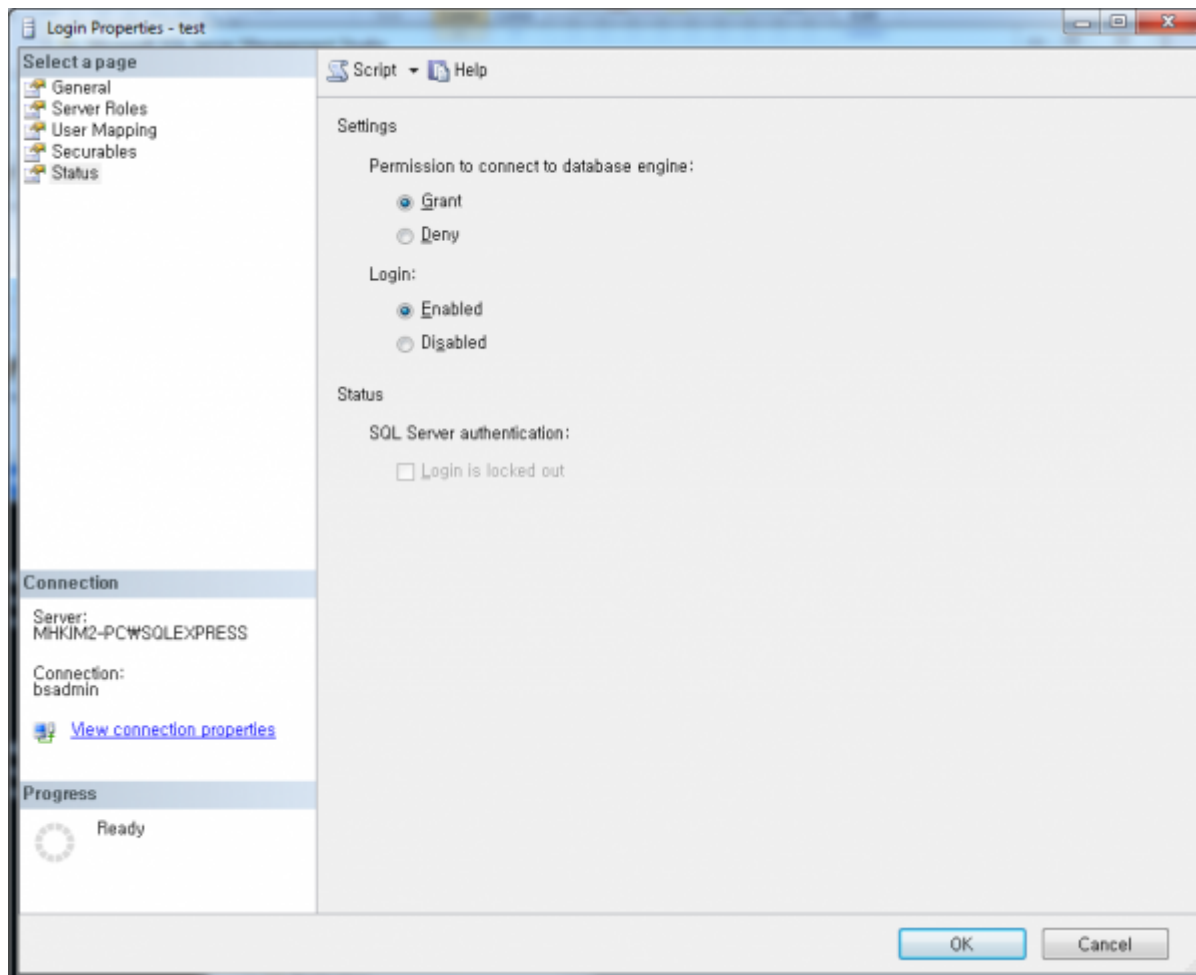 Login Properties - test
Select a page
General
Server Roles
User Mapping
Securables
Status
Script
Help
Settings
Permission to connect to database engine:
Grant
Deny
Login:
Enabled
Disabled
Status
SQL Server authentication:
Login is locked out
Connection
Server:
MHKIM2-PC₩SQLEXPRESS
Connection:
bsadmin
View connection properties
Progress
Ready
OK
Cancel